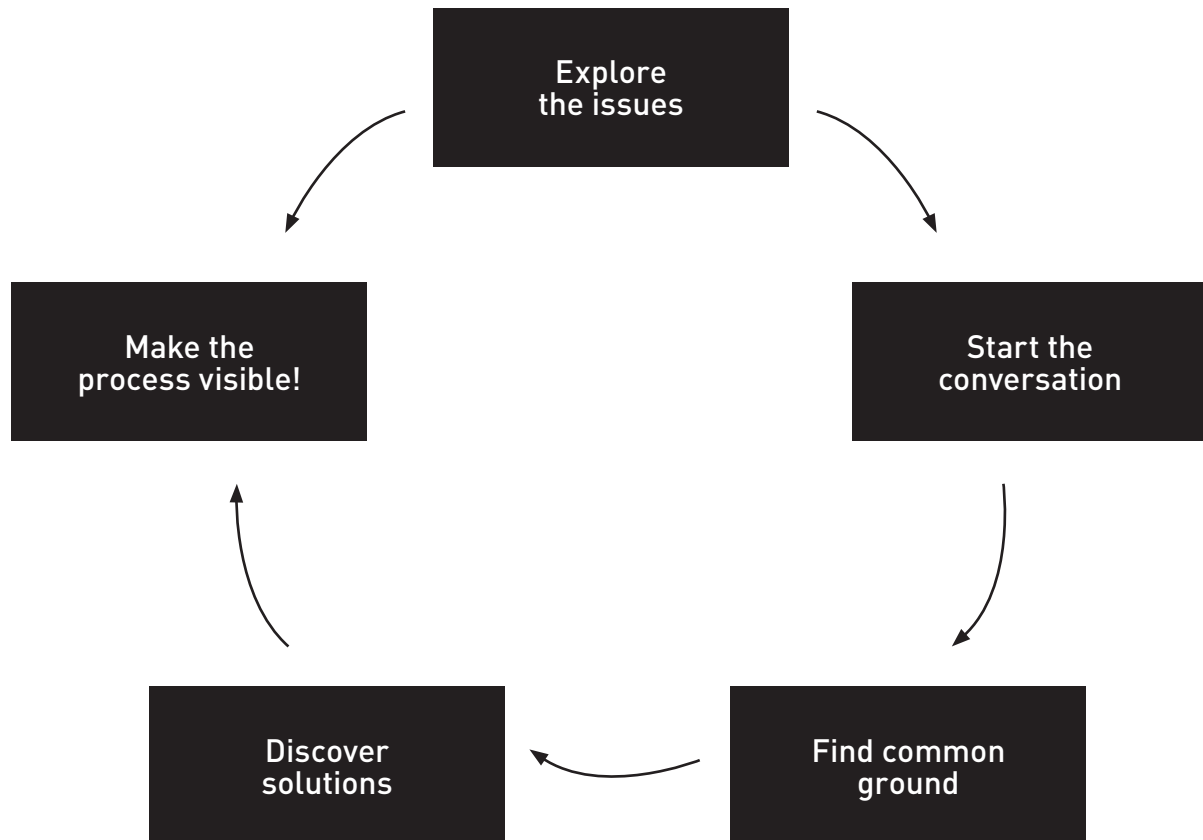 Explore
the issues
Start the
conversation
Find common
ground
Discover
solutions
Make the
process visible!